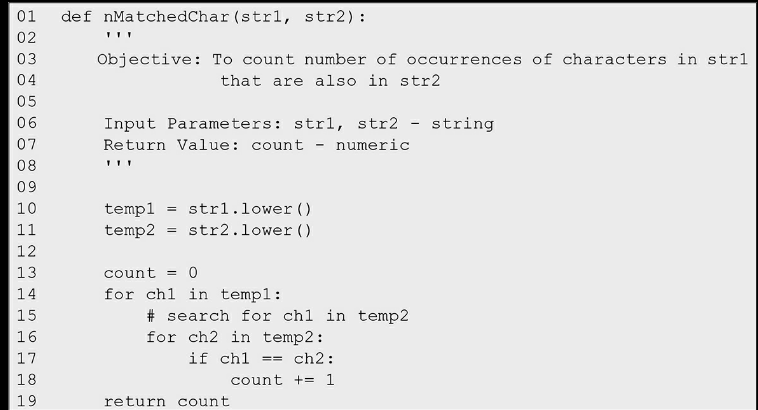 01 def nMatchedChar(str1, str2):
02 '''
03 Objective: To count number of occurrences of characters in str1
04 that are also in str2
05
06 Input Parameters: str1, str2 - string
07 Return Value: count - numeric
08 '''
09
10 temp1 = str1.lower()
11 temp2 = str2.lower()
12
13 count = 0
14 for ch1 in temp1:
15 # search for ch1 in temp2
16 for ch2 in temp2:
17 if ch1 == ch2:
18 count += 1
19 return count